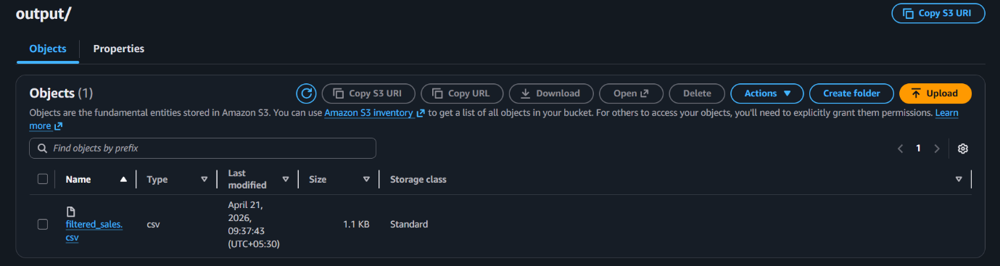 output/
Copy S3 URI
Objects
Properties
Objects (1)
Copy S3 URI
Copy URL
Download
Open
Delete
Actions
Create folder
Upload
Objects are the fundamental entities stored in Amazon S3. You can use Amazon S3 inventory to get a list of all objects in your bucket. For others to access your objects, you'll need to explicitly grant them permissions. Learn
more
Find objects by prefix
1
Name
Type
Last
modified
Size
Storage class
filtered_sales.
csv
csv
April 21,
2026,
09:37:43
(UTC+05:30)
1.1 KB
Standard